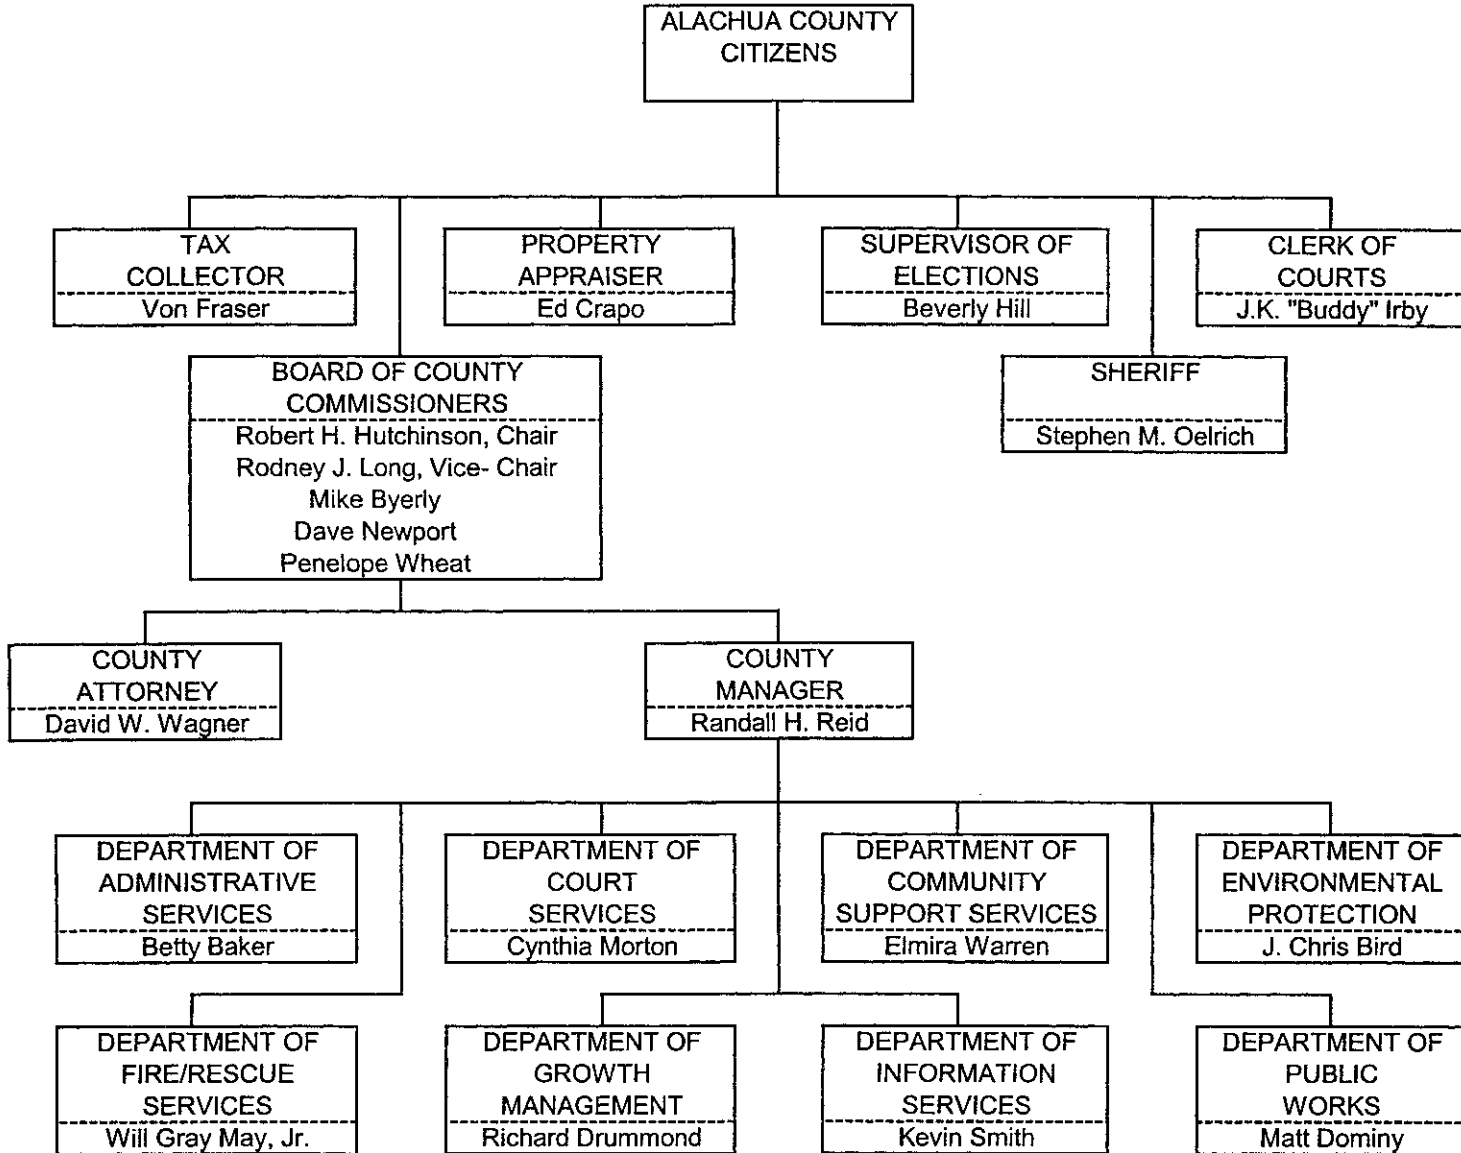 ALACHUA COUNTY
CITIZENS
TAX
COLLECTOR
Von Fraser
PROPERTY
APPRAISER
Ed Crapo
SUPERVISOR OF
ELECTIONS
Beverly Hill
CLERK OF
COURTS
J.K. "Buddy" Irby
BOARD OF COUNTY
COMMISSIONERS
Robert H. Hutchinson, Chair
Rodney J. Long, Vice- Chair
Mike Byerly
Dave Newport
Penelope Wheat
SHERIFF
Stephen M. Oelrich
COUNTY
ATTORNEY
David W. Wagner
COUNTY
MANAGER
Randall H. Reid
DEPARTMENT OF
ADMINISTRATIVE
SERVICES
Betty Baker
DEPARTMENT OF
COURT
SERVICES
Cynthia Morton
DEPARTMENT OF
COMMUNITY
SUPPORT SERVICES
Elmira Warren
DEPARTMENT OF
ENVIRONMENTAL
PROTECTION
J. Chris Bird
DEPARTMENT OF
FIRE/RESCUE
SERVICES
Will Gray May, Jr.
DEPARTMENT OF
GROWTH
MANAGEMENT
Richard Drummond
DEPARTMENT OF
INFORMATION
SERVICES
Kevin Smith
DEPARTMENT OF
PUBLIC
WORKS
Matt Dominy